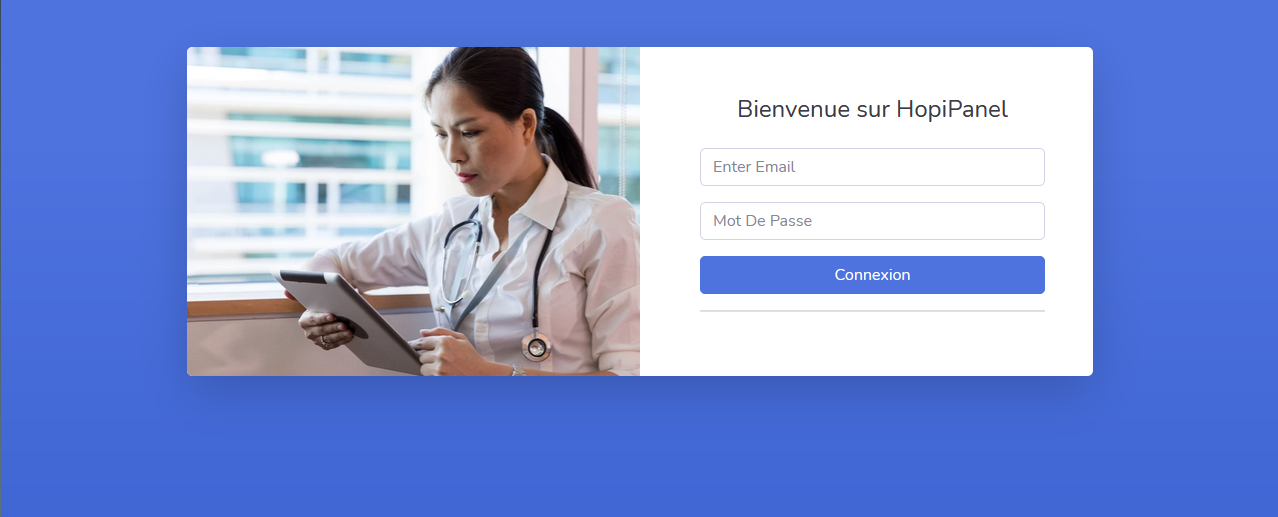 Bienvenue sur HopiPanel
Enter Email
Mot De Passe
Connexion